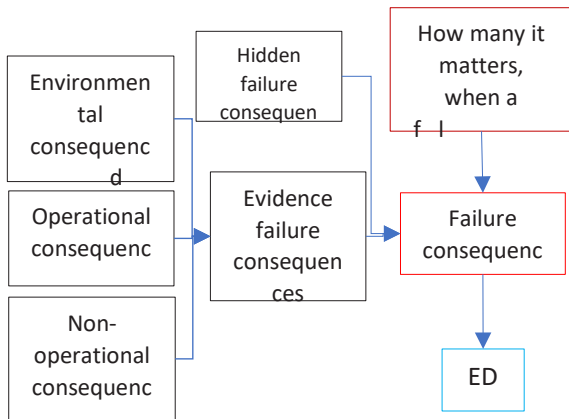 Environmen
tal
consequenc
d
Operational
consequenc
Non-
operational
consequenc
Hidden
failure
consequen
Evidence
failure
consequen
ces
How many it
matters,
when a
f l
Failure
consequenc
ED